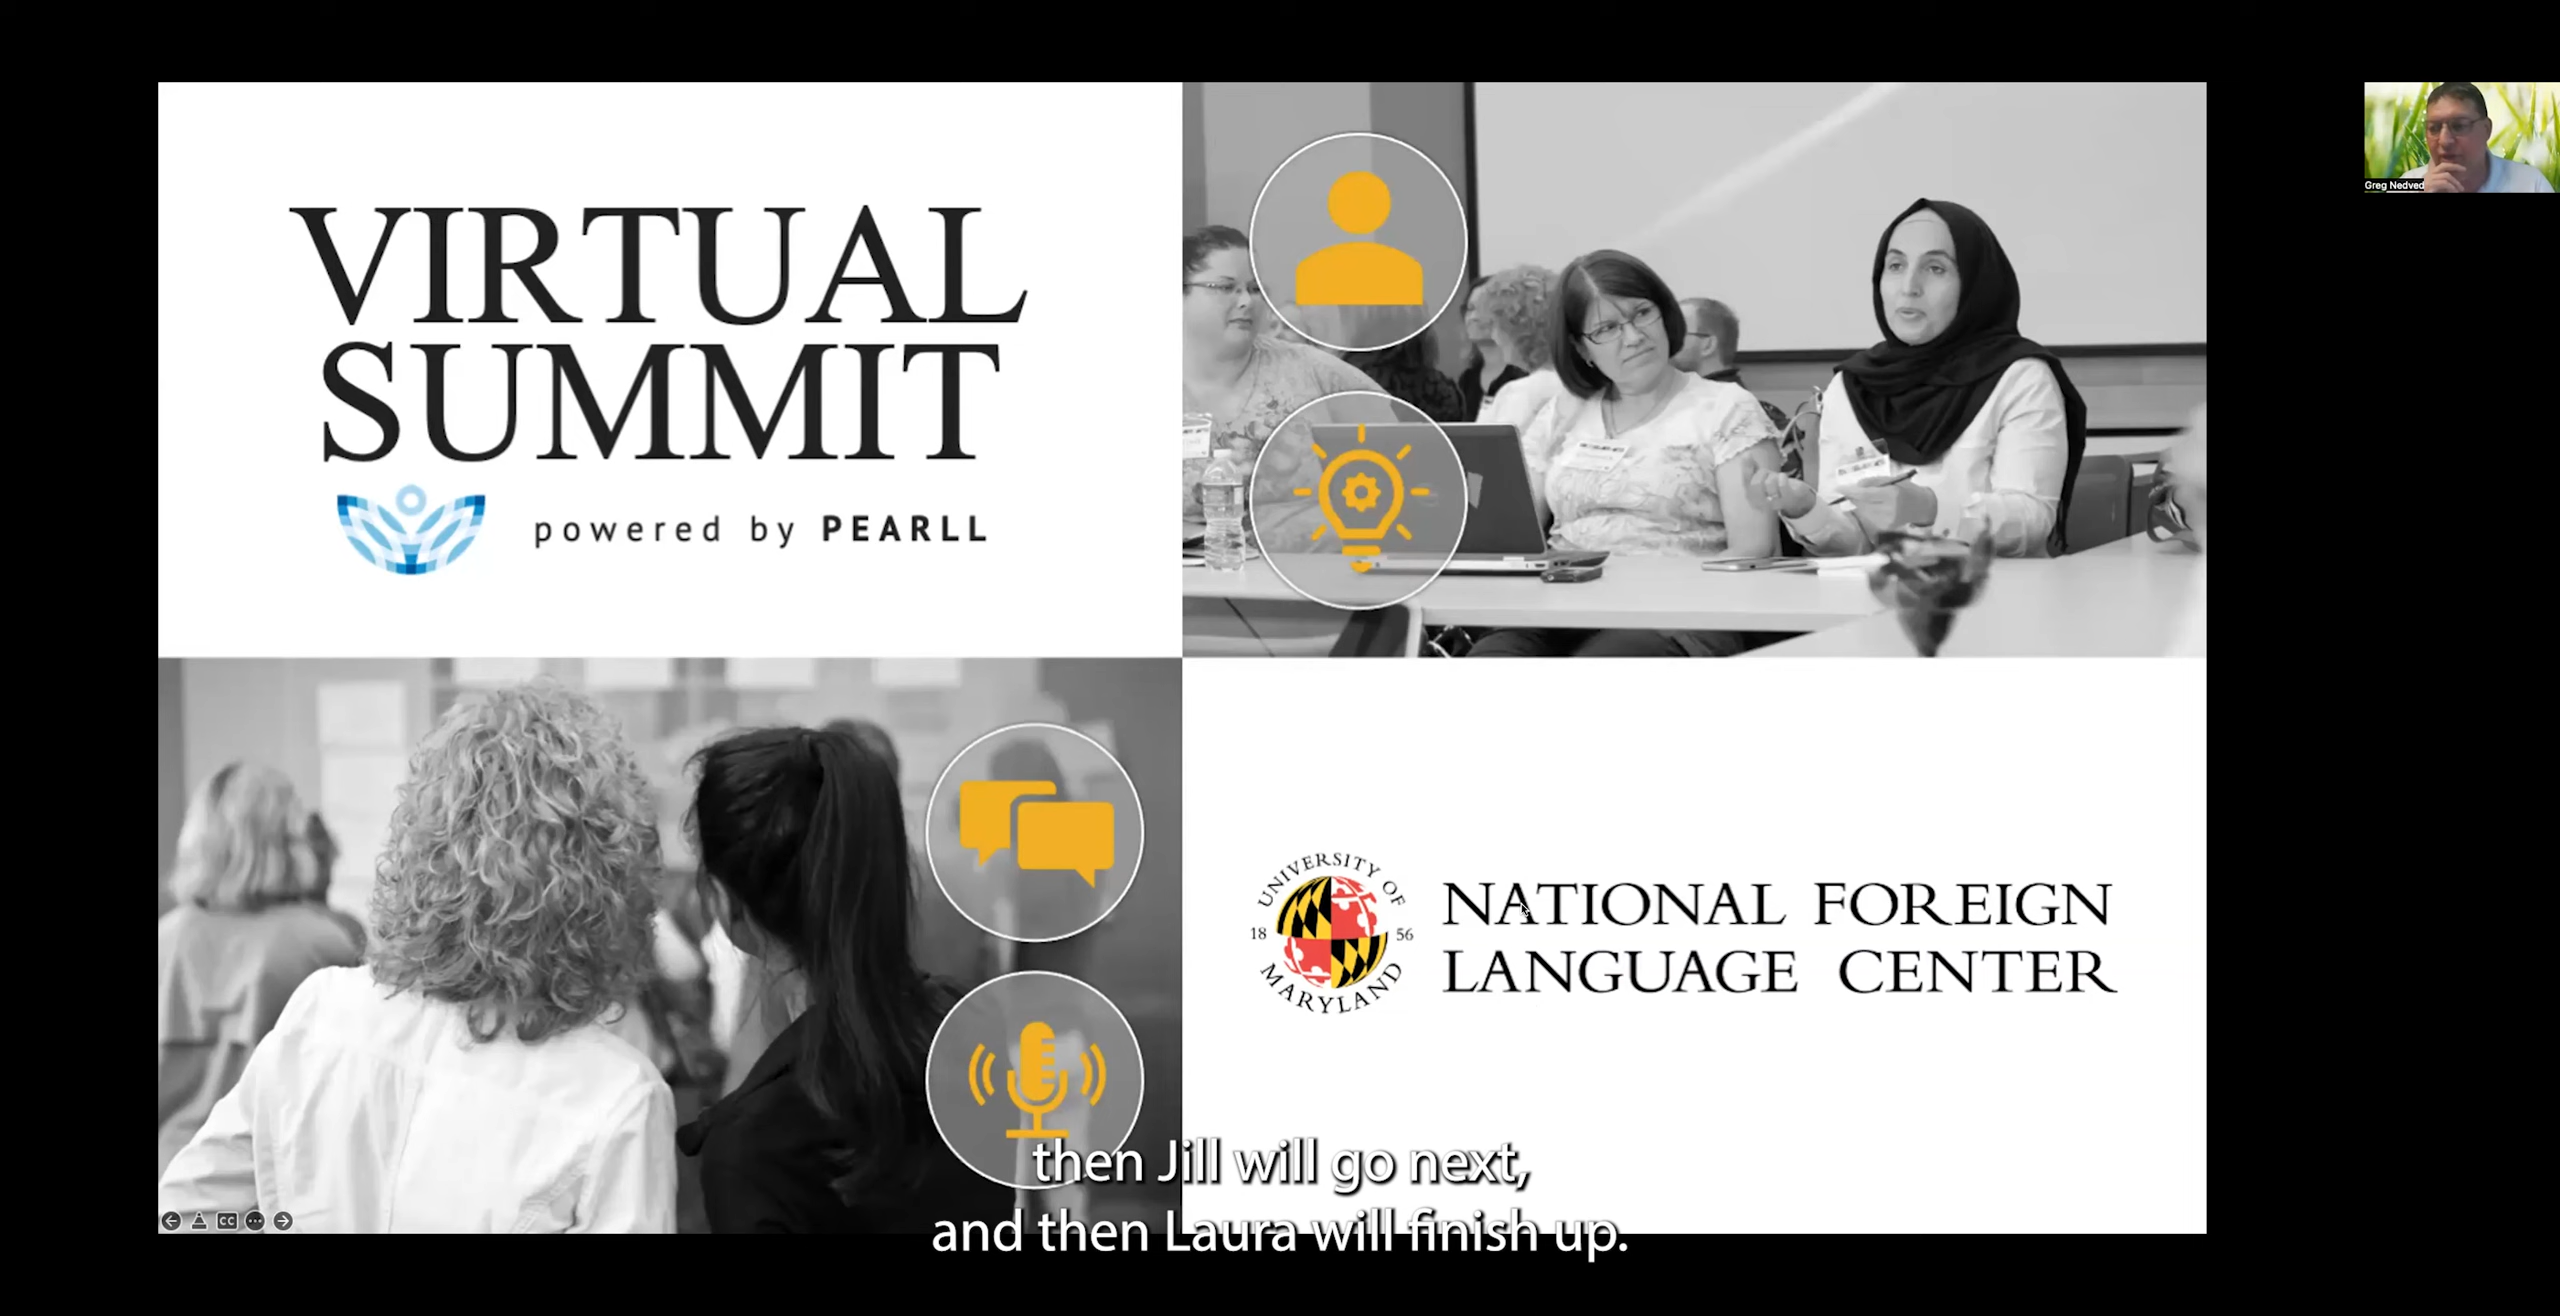 VIRTUAL
SUMMIT
powered by PEARLL
Greg Nedved
UNIVERSITY OF
18 56
MARYLAND
NATIONAL FOREIGN
LANGUAGE CENTER
CC
then Jill will go next,
and then Laura will finish up.